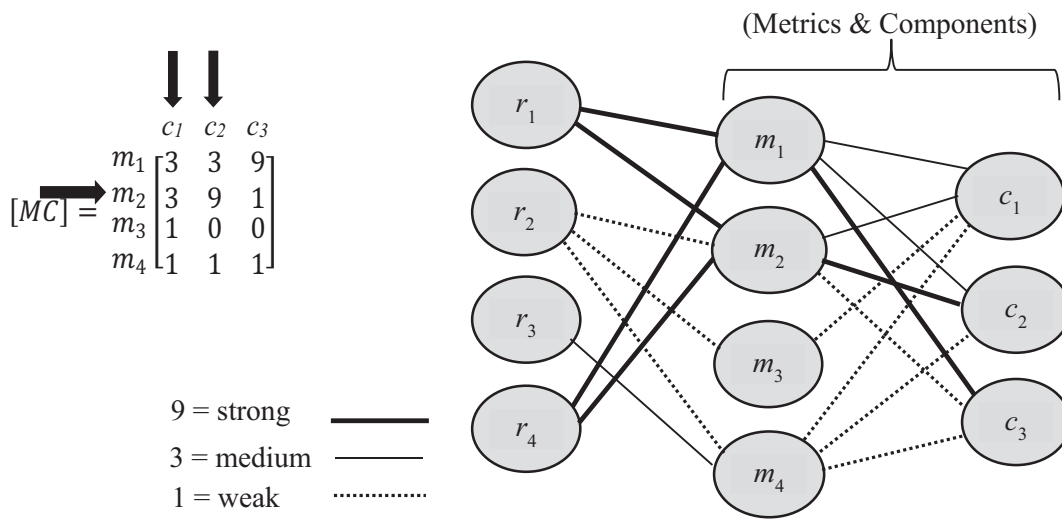 (Metrics & Components)
c1 c2 c3
m1 3 3 9
m2 3 9 1
[MC] =
m3 1 0 0
m4 1 1 1
r1
r2
r3
r4
m1
m2
m3
m4
c1
c2
c3
9 = strong
3 = medium
1 = weak